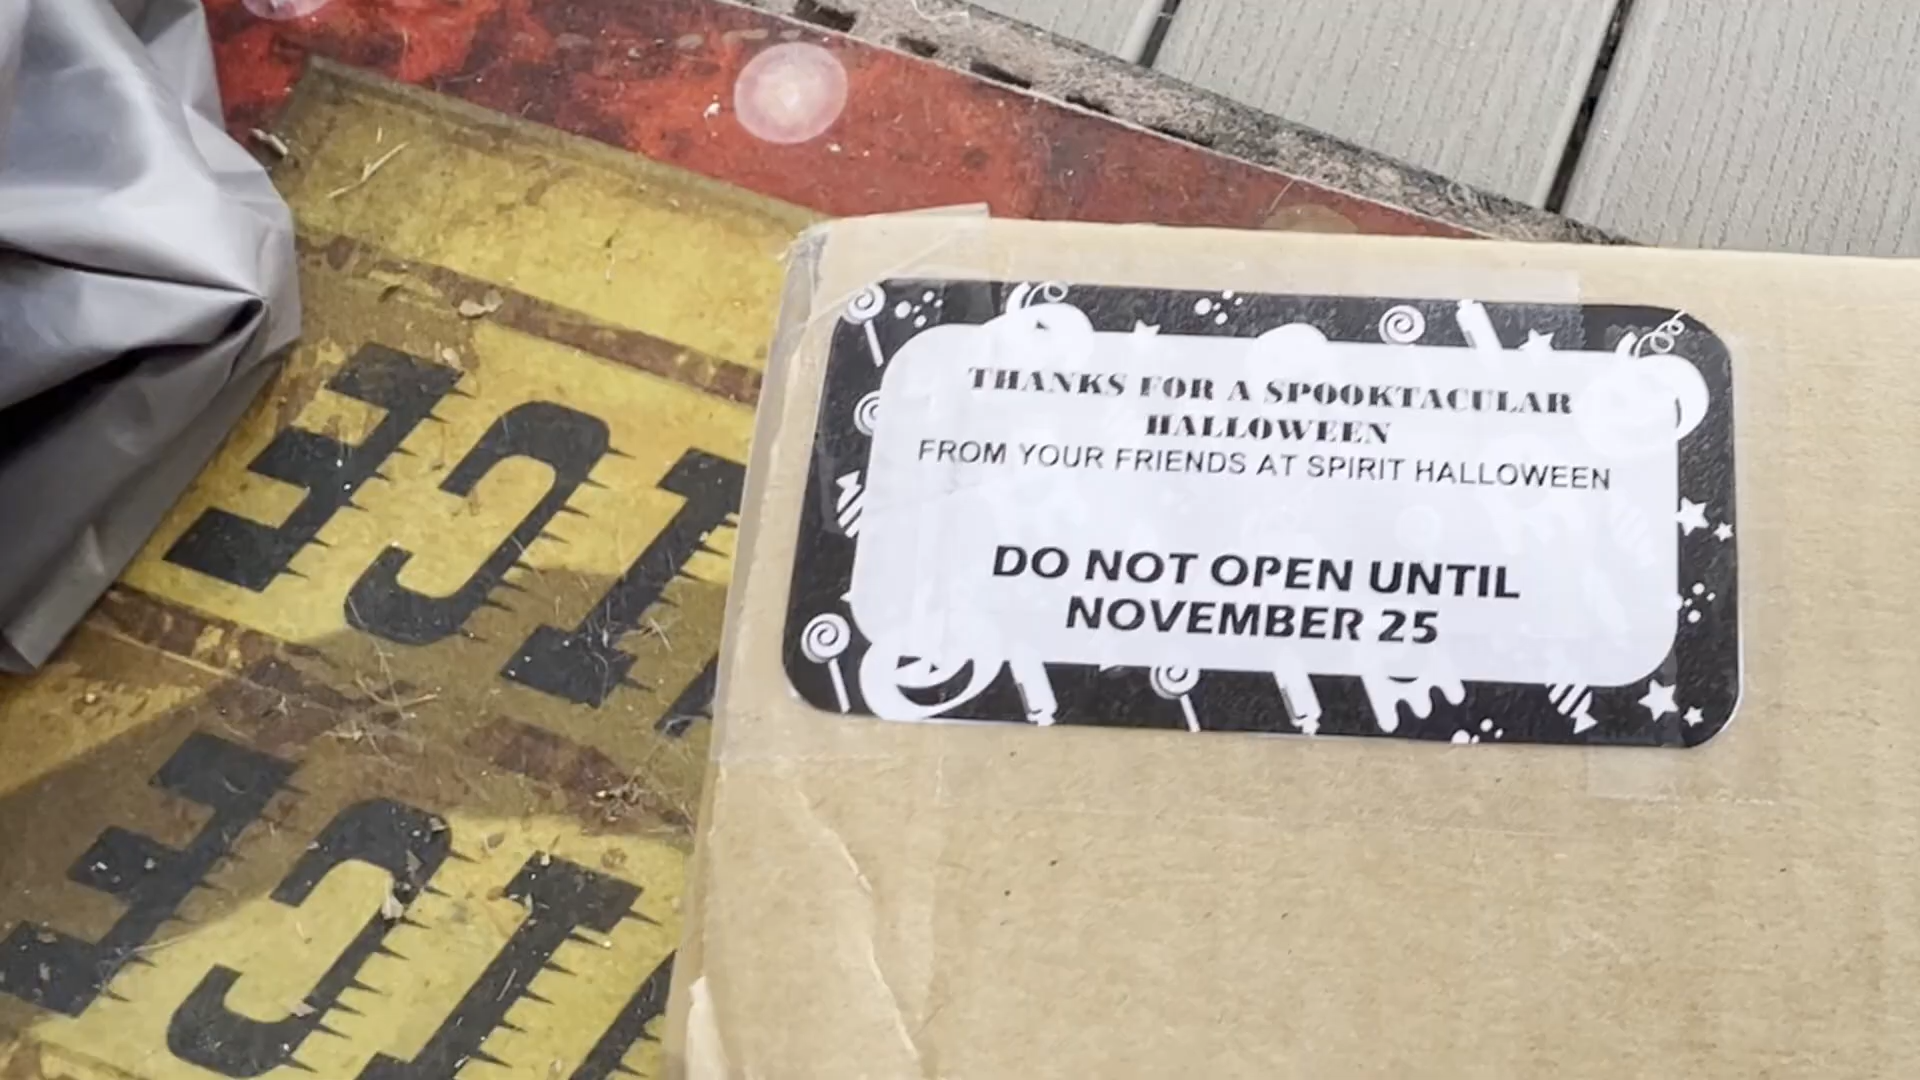 THANKS FOR A SPOOKTACULAR
HALLOWEEN
FROM YOUR FRIENDS AT SPIRIT HALLOWEEN
DO NOT OPEN UNTIL
NOVEMBER 25